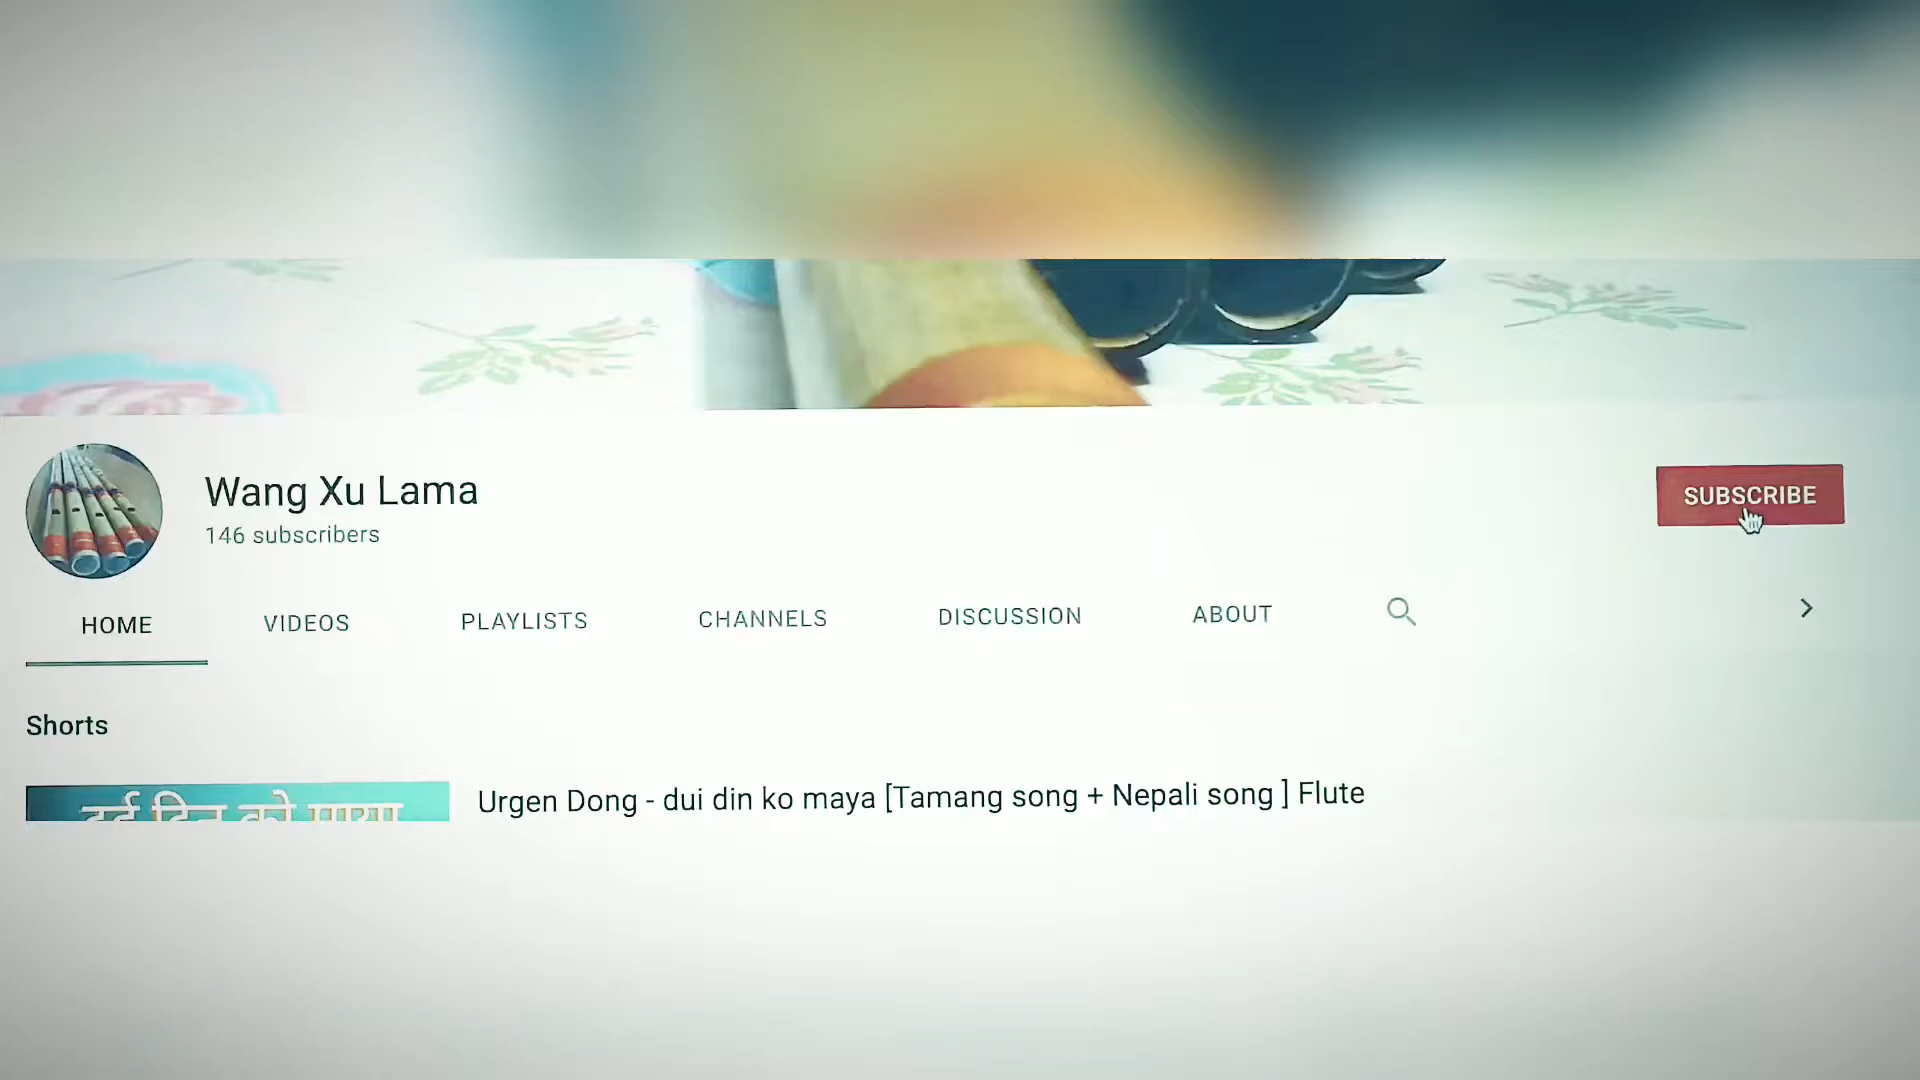 Wang Xu Lama
146 subscribers
SUBSCRIBE
HOME
VIDEOS
PLAYLISTS
CHANNELS
DISCUSSION
ABOUT
Shorts
दुई दिन को माया
Urgen Dong - dui din ko maya [Tamang song + Nepali song ] Flute